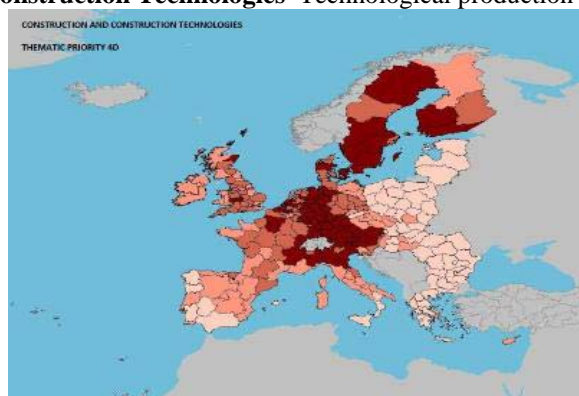 onstruction Technologies Technological production
CONSTRUCTION AND CONSTRUCTION TECHNOLOGIES
THEMATIC PRIORITY 4D